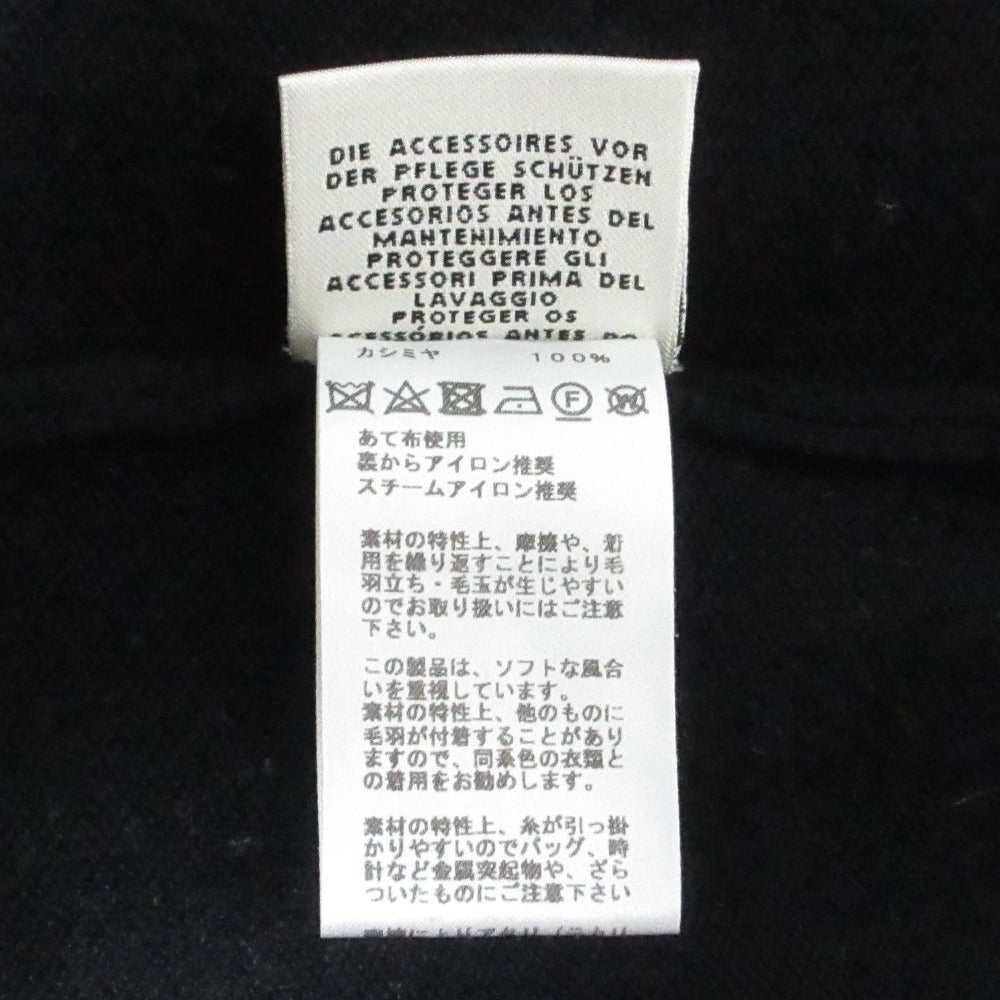 DIE ACCESSOIRES VOR
DER PFLEGE SCHÜTZEN
PROTEGER LOS
ACCESORIOS ANTES DEL
MANTENIMIENTO
PROTEGGERE GLI
ACCESSORI PRIMA DEL
LAVAGGIO
PROTEGER OS
ACESSÓRIOS ANTES DO
カシミヤ 100%
F W
あて布使用
裏からアイロン推奨
スチームアイロン推奨
素材の特性上、摩擦や、着
用を繰り返すことにより毛
羽立ち・毛玉が生じやすい
のでお取り扱いにはご注意
下さい。
この製品は、ソフトな風合
いを重視しています。
素材の特性上、他のものに
毛羽が付着することがあり
ますので、同系色の衣類と
の着用をお勧めします。
素材の特性上、糸が引っ掛
かりやすいのでバッグ、時
計など金属突起物や、ざら
ついたものにご注意下さい